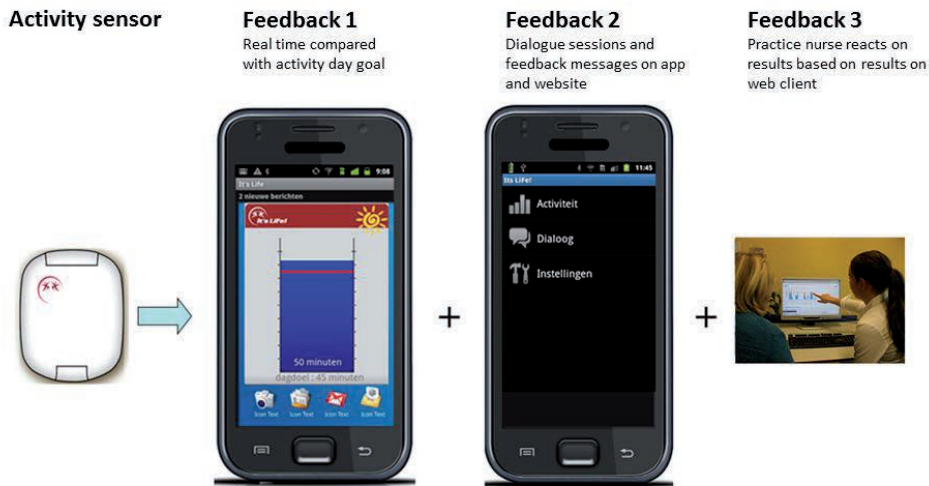 Activity sensor
Feedback 1
Real time compared
with activity day goal
Feedback 2
Dialogue sessions and
feedback messages on app
and website
Feedback 3
Practice nurse reacts on
results based on results on
web client
9:08
It's Life
2 nieuwe berichten
It's LiFe!
50 minuten
dagdoel : 45 minuten
Icon Text Icon Text Icon Text Icon Text
11:45
Its LiFe!
Activiteit
Dialoog
Instellingen
+
+